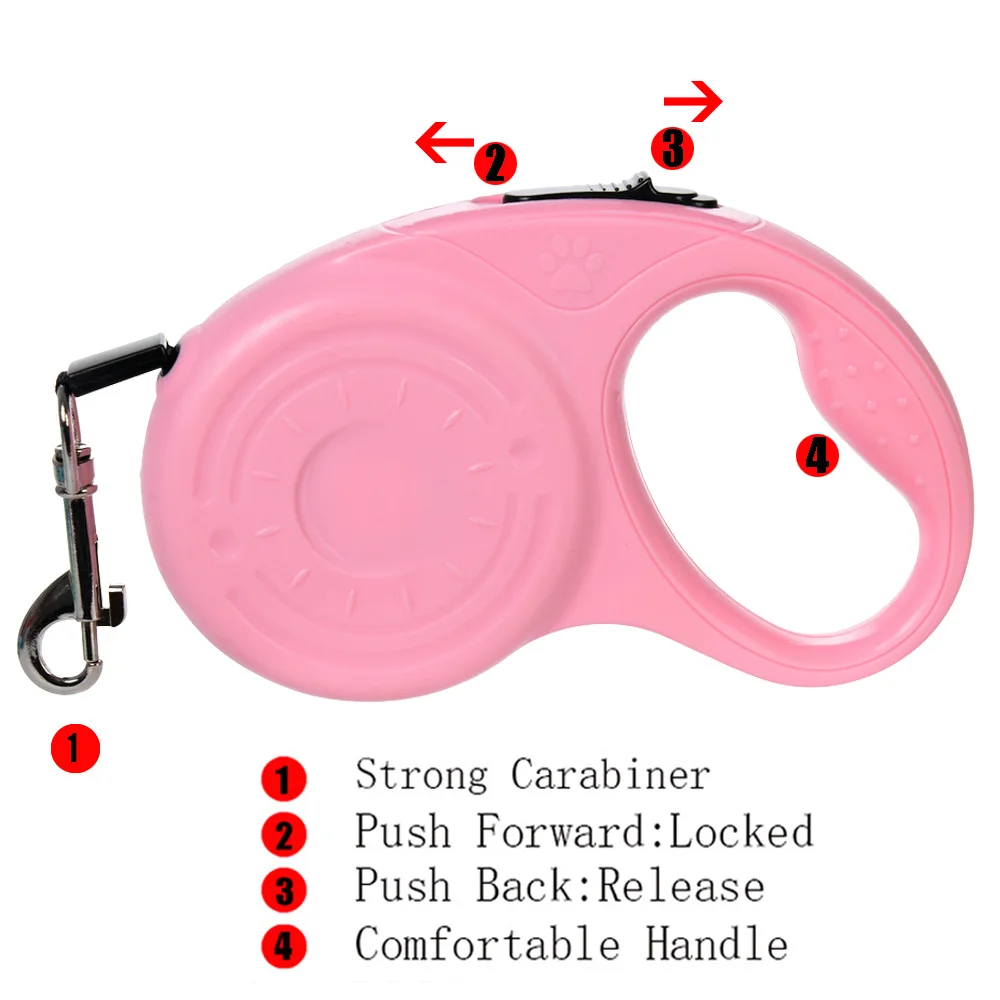 2
3
4
1
1 Strong Carabiner
2 Push Forward:Locked
3 Push Back:Release
4 Comfortable Handle